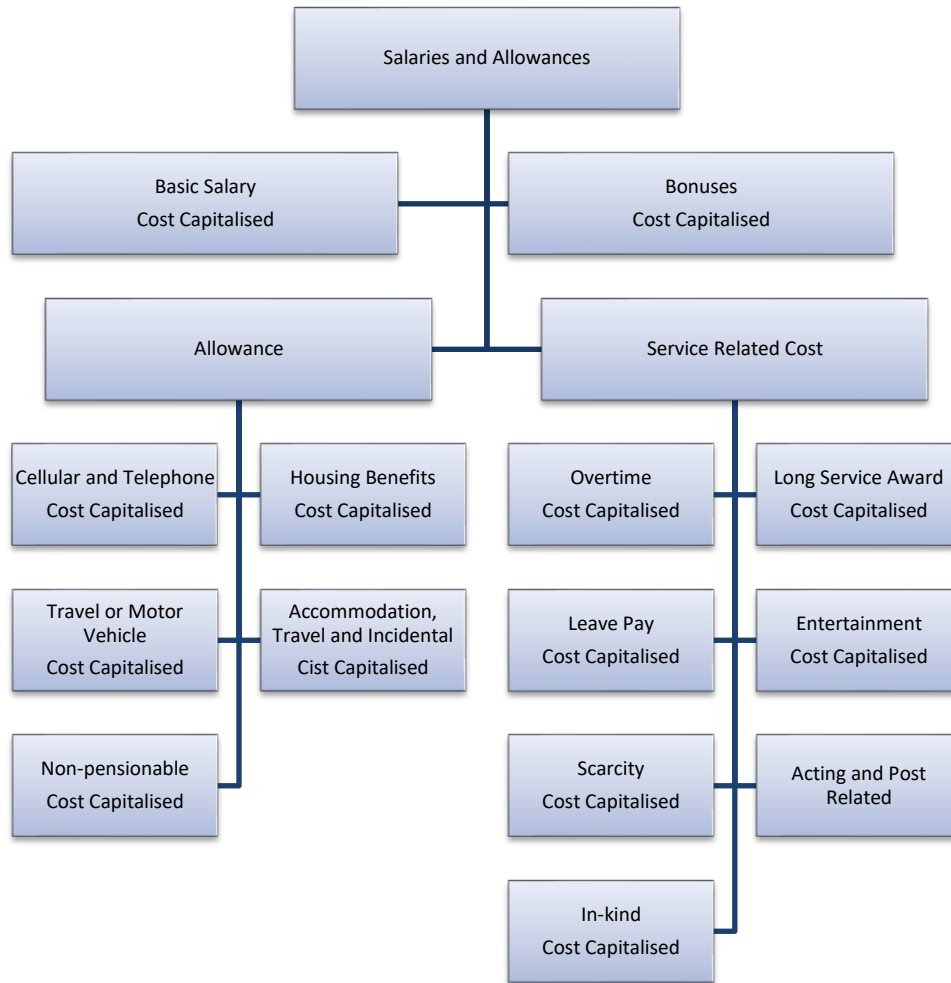 Salaries and Allowances
Basic Salary
Cost Capitalised
Bonuses
Cost Capitalised
Allowance
Service Related Cost
Cellular and Telephone
Cost Capitalised
Housing Benefits
Cost Capitalised
Overtime
Cost Capitalised
Long Service Award
Cost Capitalised
Travel or Motor
Vehicle
Cost Capitalised
Accommodation,
Travel and Incidental
Cist Capitalised
Leave Pay
Cost Capitalised
Entertainment
Cost Capitalised
Non-pensionable
Cost Capitalised
Scarcity
Cost Capitalised
Acting and Post
Related
In-kind
Cost Capitalised